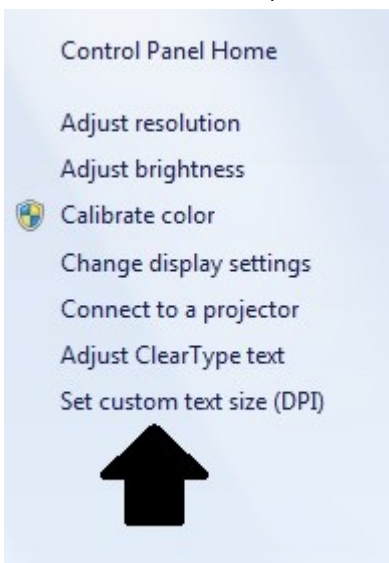 Control Panel Home
Adjust resolution
Adjust brightness
Calibrate color
Change display settings
Connect to a projector
Adjust ClearType text
Set custom text size (DPI)